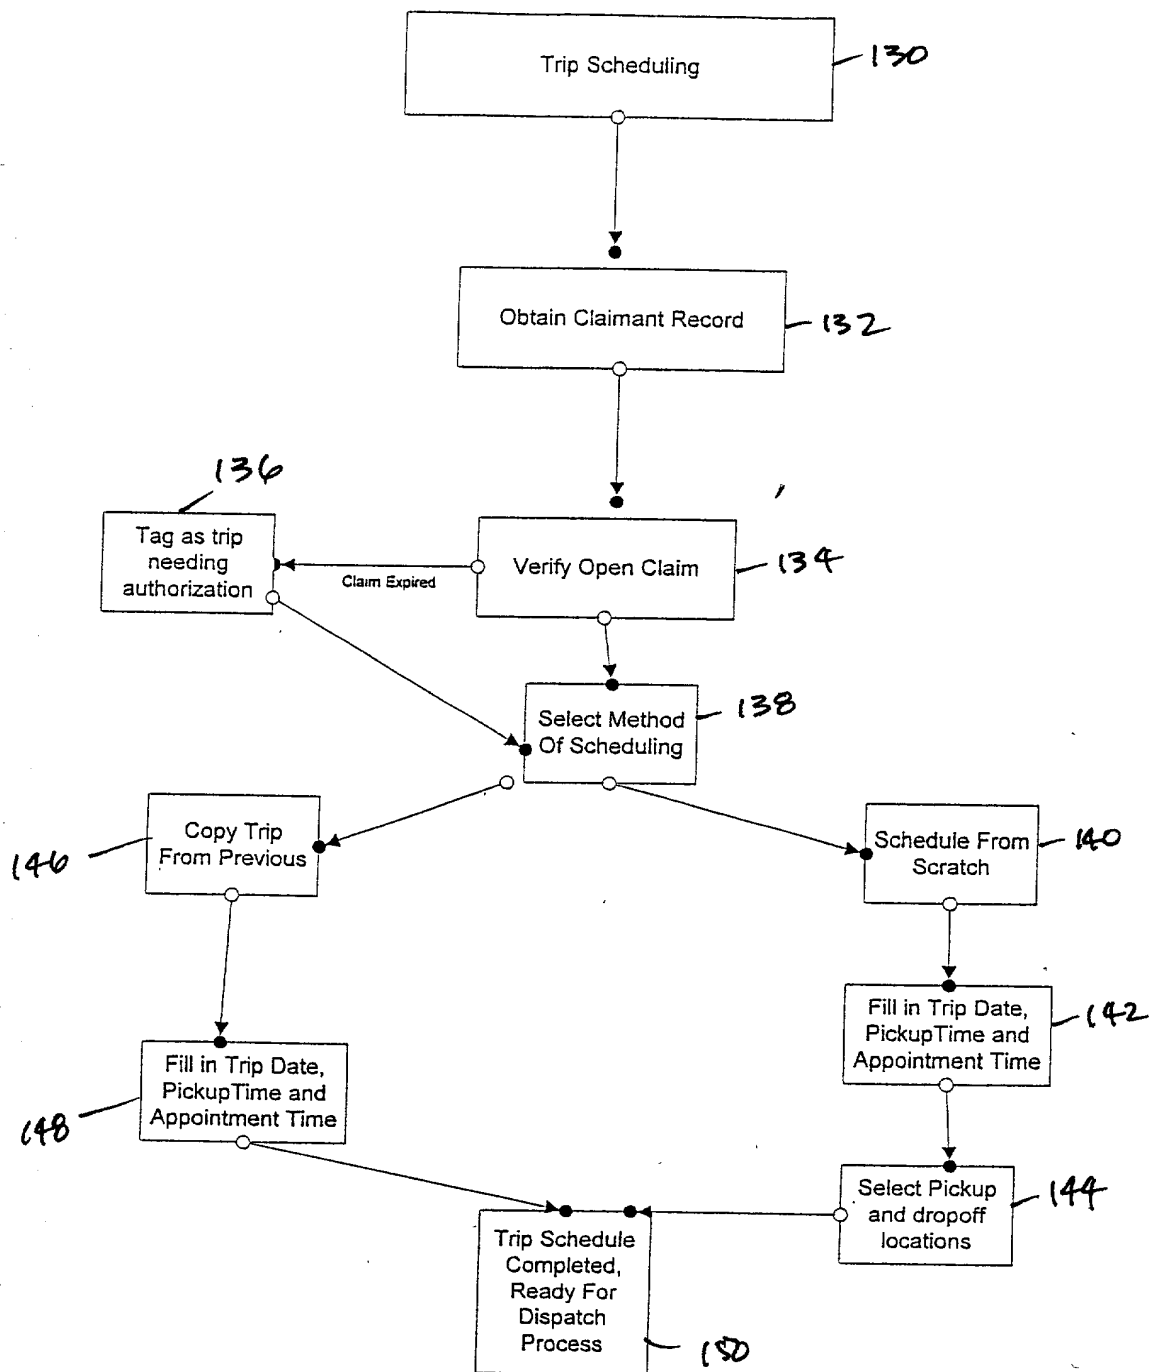 Trip Scheduling
130
Obtain Claimant Record
132
136
Tag as trip
needing
authorization
Claim Expired
Verify Open Claim
134
Select Method
Of Scheduling
138
Copy Trip
From Previous
146
Schedule From
Scratch
140
Fill in Trip Date,
PickupTime and
Appointment Time
142
Fill in Trip Date,
PickupTime and
Appointment Time
148
Select Pickup
and dropoff
locations
144
Trip Schedule
Completed,
Ready For
Dispatch
Process
150